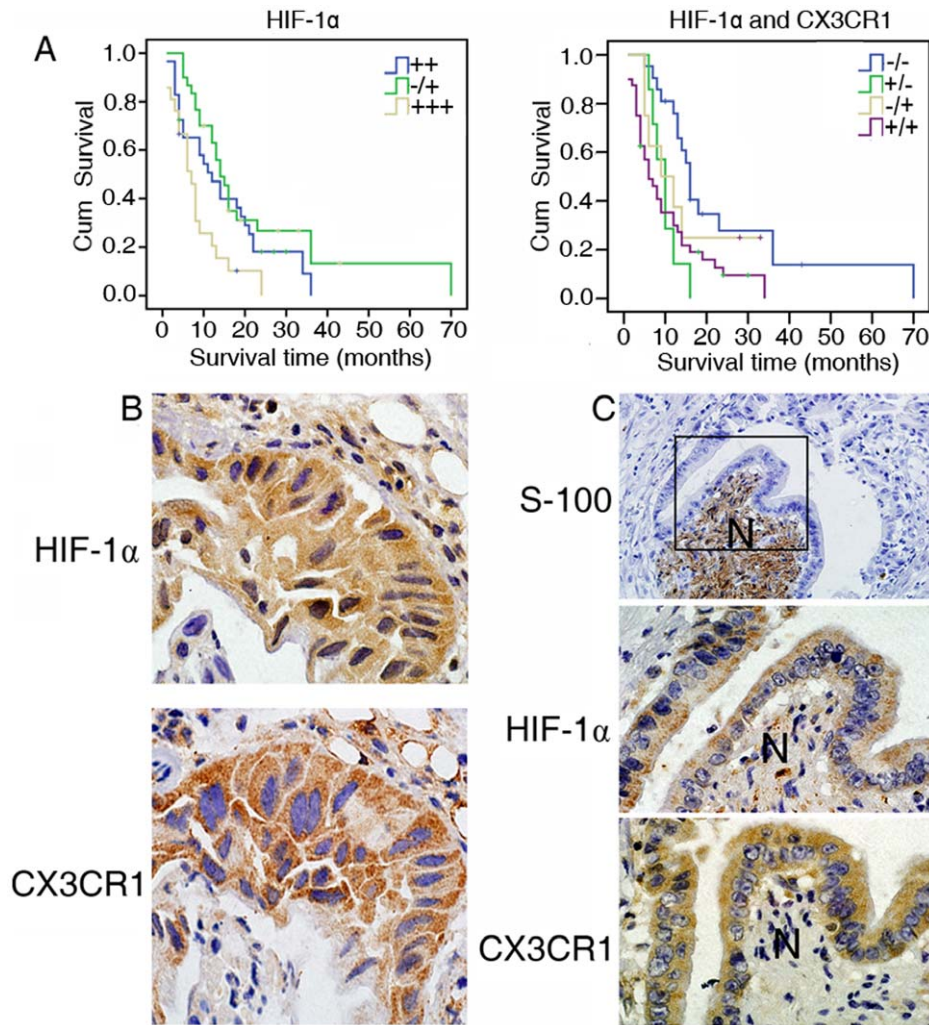 A
HIF-1α
++
-/+
+++
Cum Survival
1.0
0.8
0.6
0.4
0.2
0.0
0 10 20 30 40 50 60 70
Survival time (months)
HIF-1α and CX3CR1
-/-
+/-
-/+
+/+
Cum Survival
1.0
0.8
0.6
0.4
0.2
0.0
0 10 20 30 40 50 60 70
Survival time (months)
B
HIF-1α
CX3CR1
C
S-100
N
HIF-1α
N
CX3CR1
N